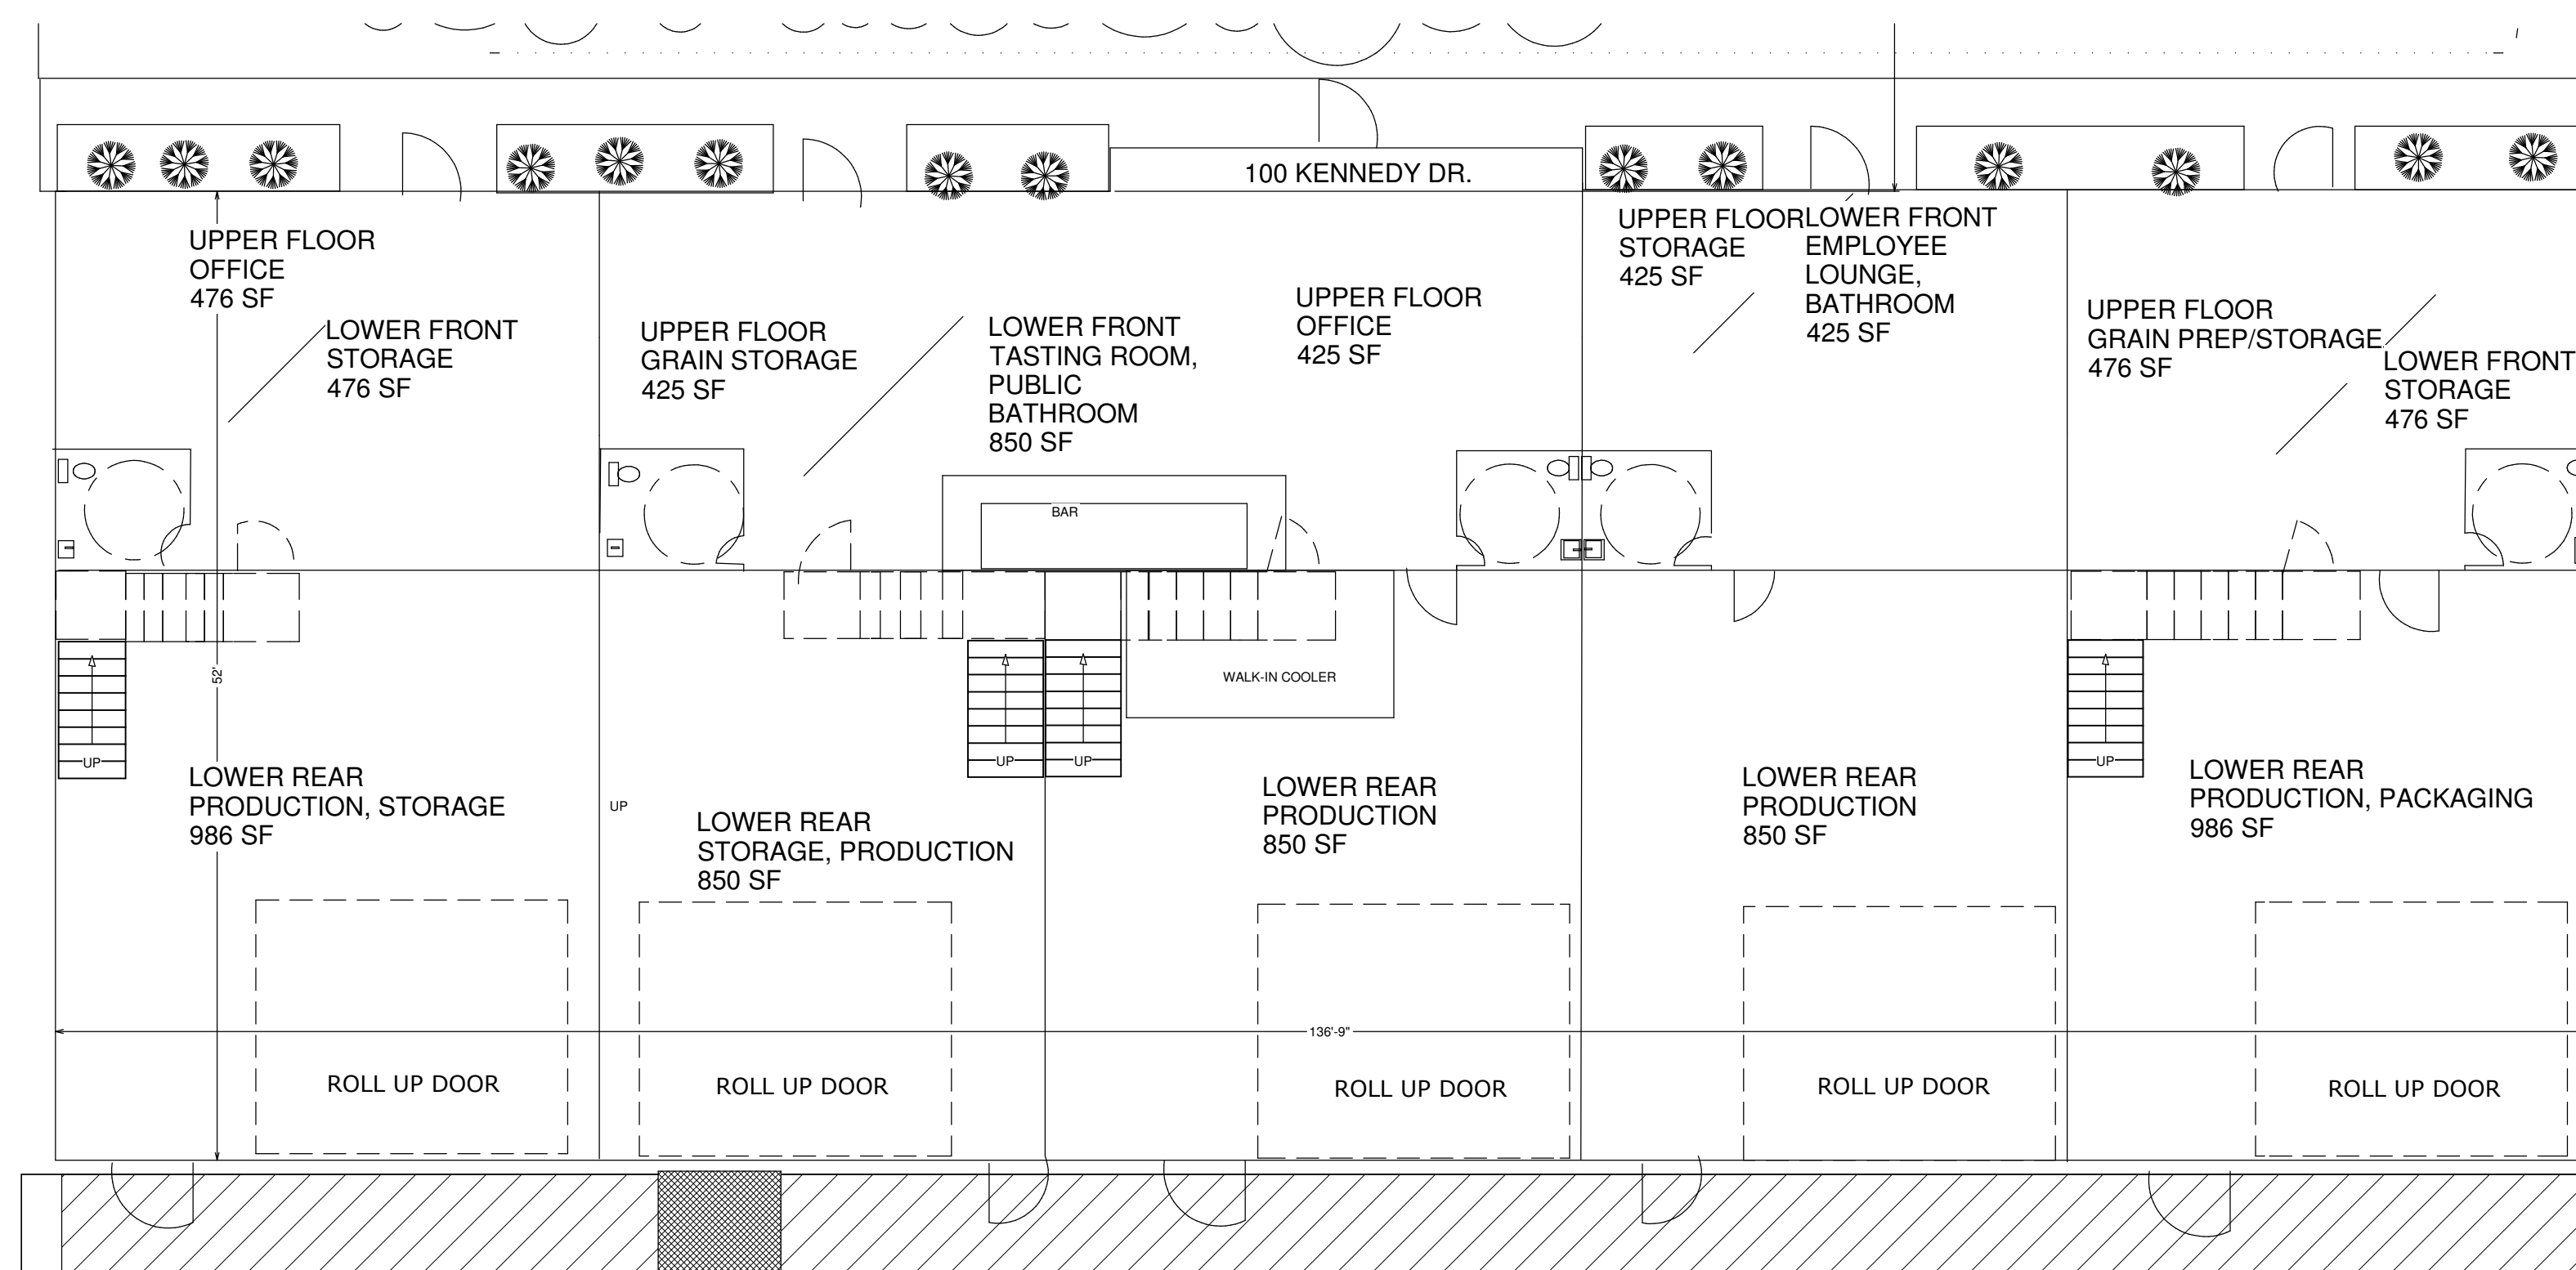 100 KENNEDY DR.
UPPER FLOOR
OFFICE
476 SF
LOWER FRONT
STORAGE
476 SF
UPPER FLOOR
GRAIN STORAGE
425 SF
LOWER FRONT
TASTING ROOM,
PUBLIC
BATHROOM
850 SF
UPPER FLOOR
OFFICE
425 SF
UPPER FLOOR
STORAGE
425 SF
LOWER FRONT
EMPLOYEE
LOUNGE,
BATHROOM
425 SF
UPPER FLOOR
GRAIN PREP/STORAGE
476 SF
LOWER FRONT
STORAGE
476 SF
BAR
52'
WALK-IN COOLER
UP
UP
UP
UP
LOWER REAR
PRODUCTION, STORAGE
986 SF
UP
LOWER REAR
STORAGE, PRODUCTION
850 SF
LOWER REAR
PRODUCTION
850 SF
LOWER REAR
PRODUCTION
850 SF
LOWER REAR
PRODUCTION, PACKAGING
986 SF
136'-9"
ROLL UP DOOR
ROLL UP DOOR
ROLL UP DOOR
ROLL UP DOOR
ROLL UP DOOR